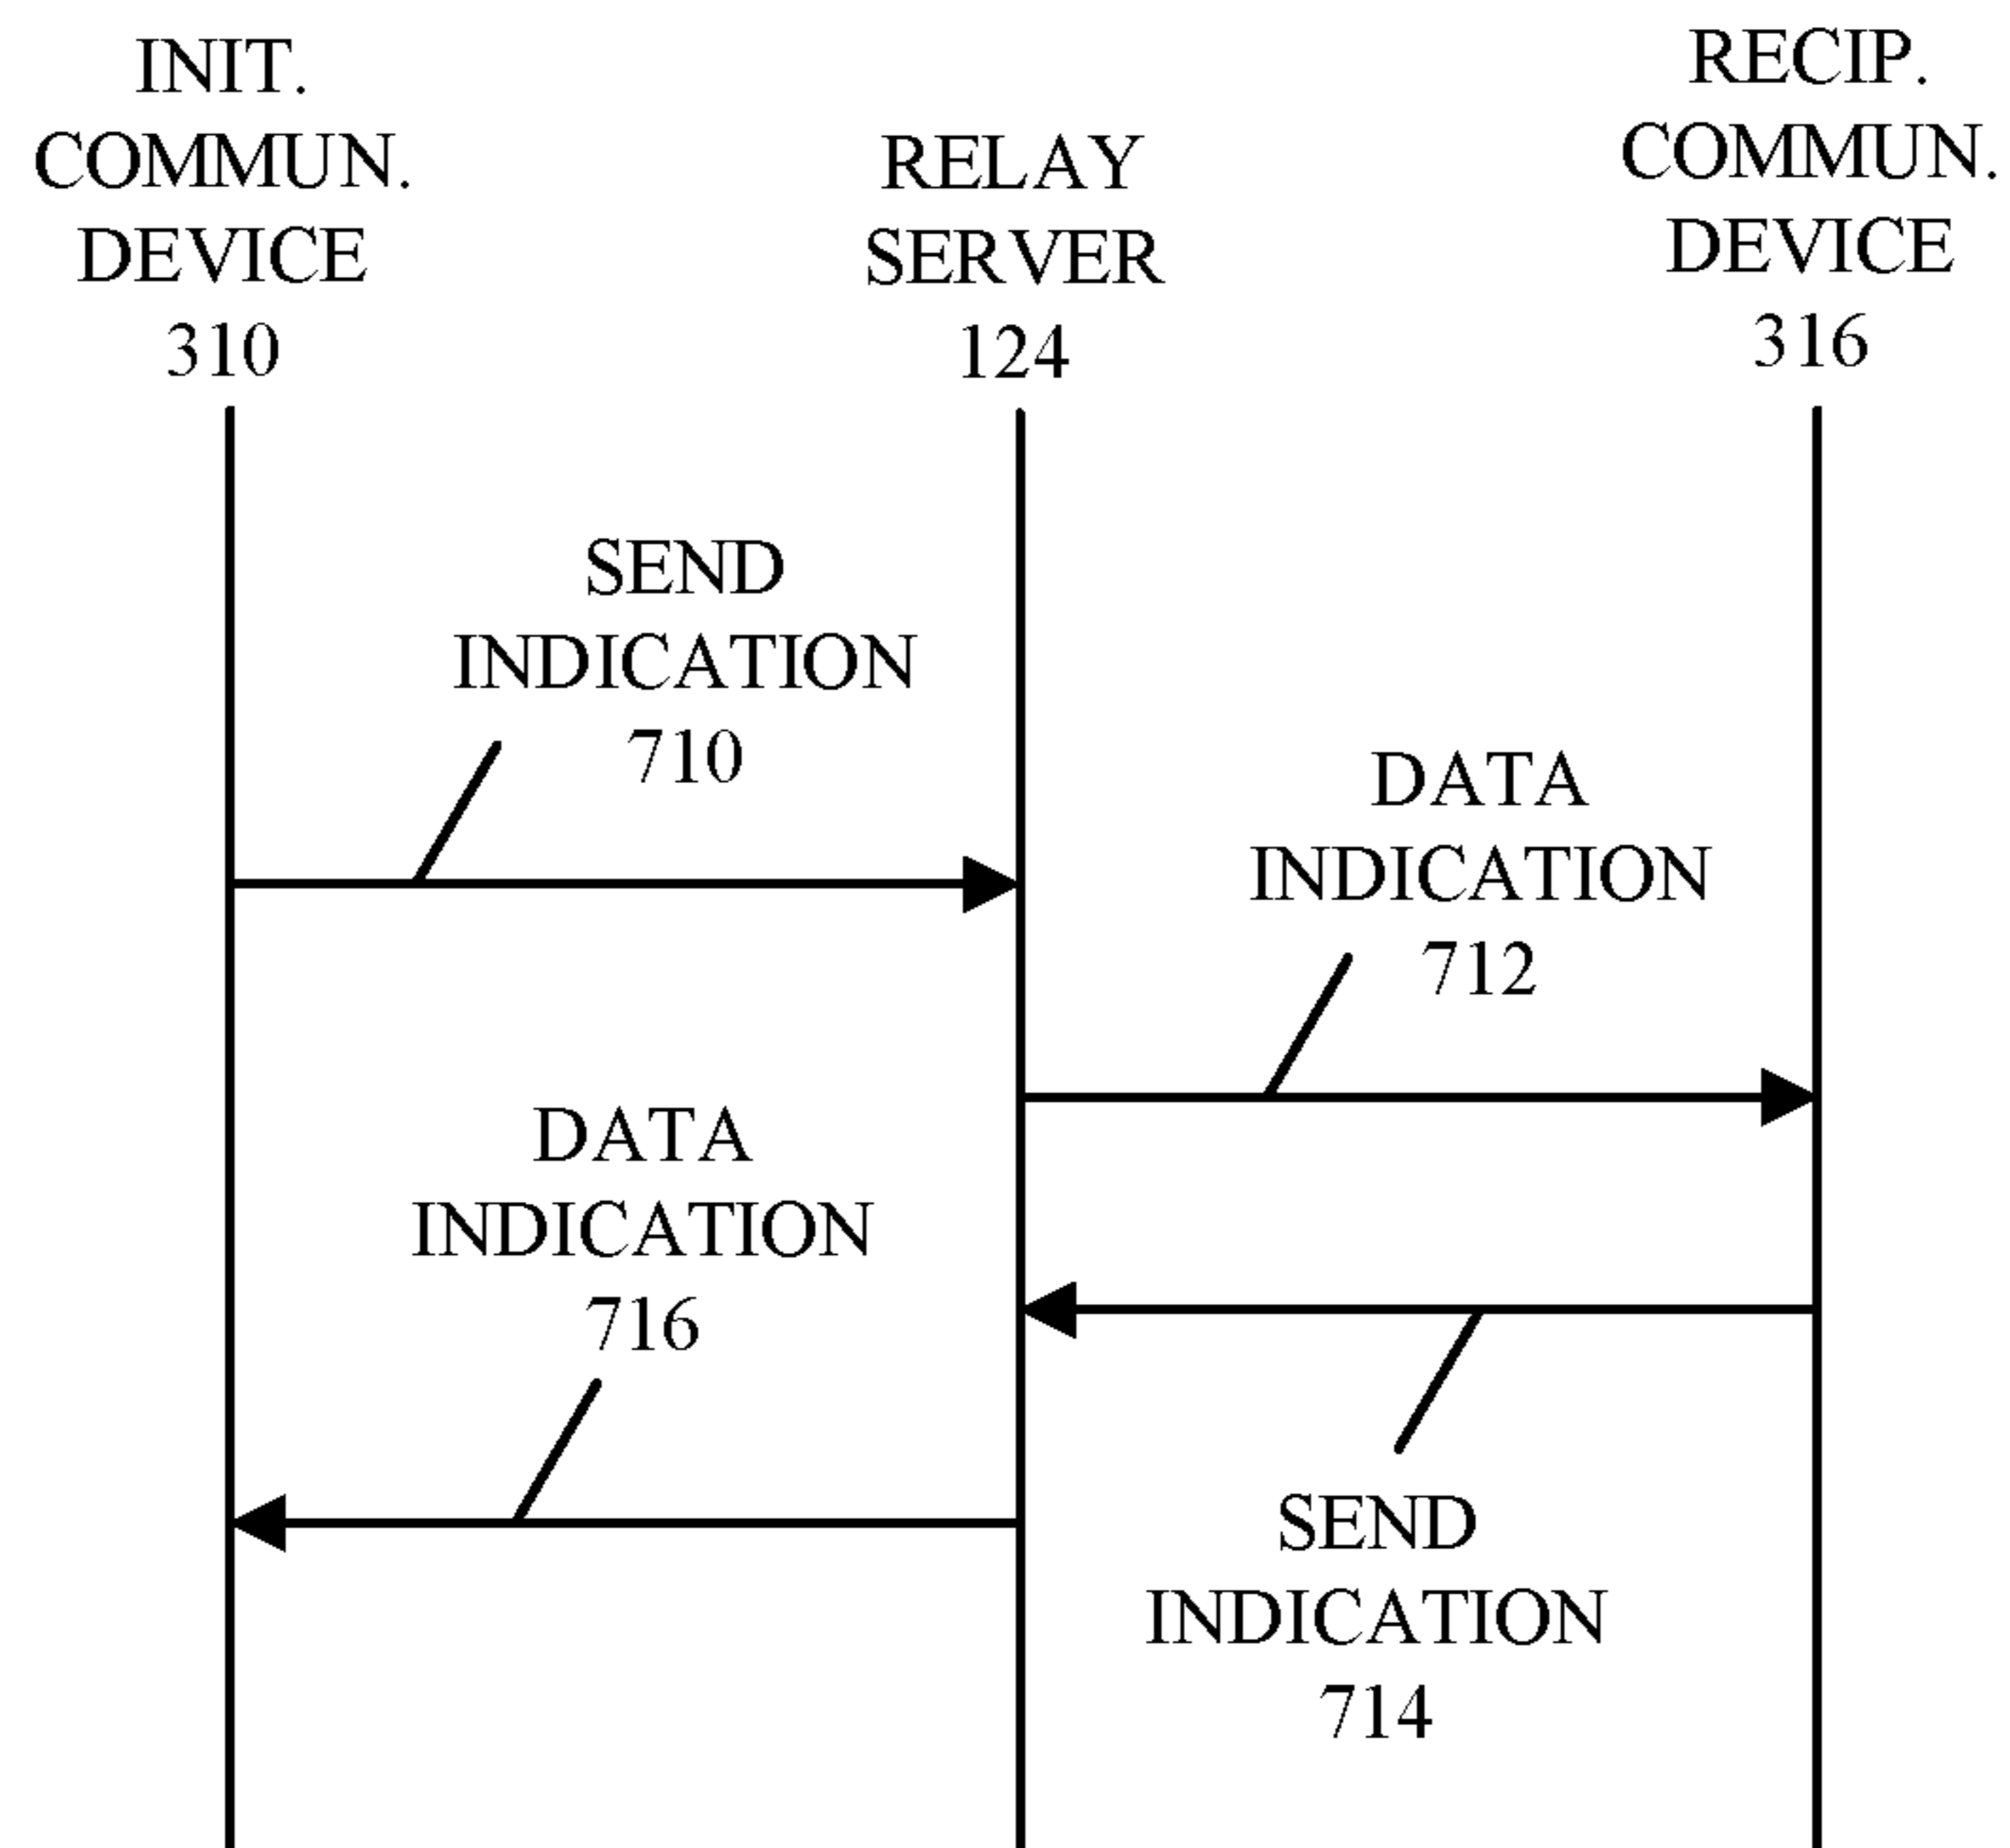 INIT.
COMMUN.
DEVICE
310
RELAY
SERVER
124
RECIP.
COMMUN.
DEVICE
316
SEND
INDICATION
710
DATA
INDICATION
712
DATA
INDICATION
716
SEND
INDICATION
714